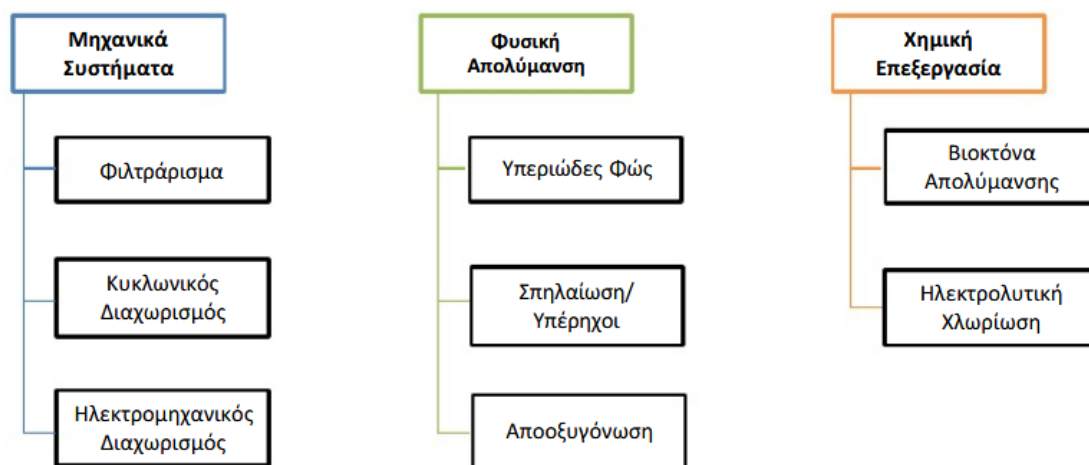 Μηχανικά
Συστήματα
Φιλτράρισμα
Κυκλωνικός
Διαχωρισμός
Ηλεκτρομηχανικός
Διαχωρισμός
Φυσική
Απολύμανση
Υπεριώδες Φώς
Σπηλαίωση/
Υπέρηχοι
Αποοξυγόνωση
Χημική
Επεξεργασία
Βιοκτόνα
Απολύμανσης
Ηλεκτρολυτική
Χλωρίωση